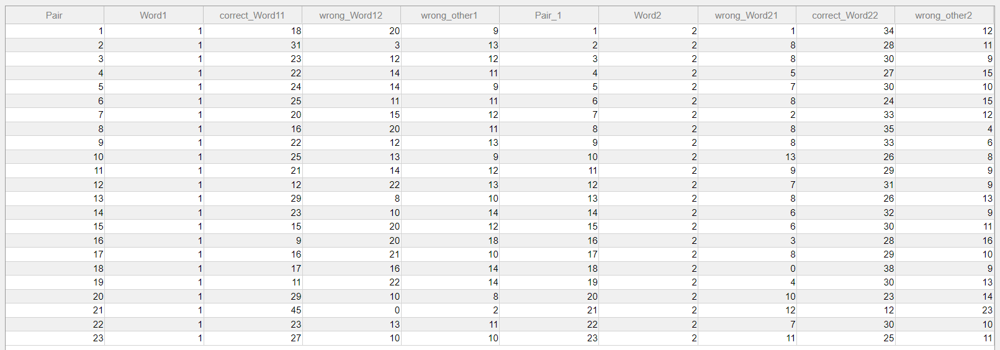 Pair Word1 correct_Word11 wrong_Word12 wrong_other1 Pair_1 Word2 wrong_Word21 correct_Word22 wrong_other2
1 1 18 20 9 1 2 1 34 12
2 1 31 3 13 2 2 8 28 11
3 1 23 12 12 3 2 8 30 9
4 1 22 14 11 4 2 5 27 15
5 1 24 14 9 5 2 7 30 10
6 1 25 11 11 6 2 8 24 15
7 1 20 15 12 7 2 2 33 12
8 1 16 20 11 8 2 8 35 4
9 1 22 12 13 9 2 8 33 6
10 1 25 13 9 10 2 13 26 8
11 1 21 14 12 11 2 9 29 9
12 1 12 22 13 12 2 7 31 9
13 1 29 8 10 13 2 8 26 13
14 1 23 10 14 14 2 6 32 9
15 1 15 20 12 15 2 6 30 11
16 1 9 20 18 16 2 3 28 16
17 1 16 21 10 17 2 8 29 10
18 1 17 16 14 18 2 0 38 9
19 1 11 22 14 19 2 4 30 13
20 1 29 10 8 20 2 10 23 14
21 1 45 0 2 21 2 12 12 23
22 1 23 13 11 22 2 7 30 10
23 1 27 10 10 23 2 11 25 11